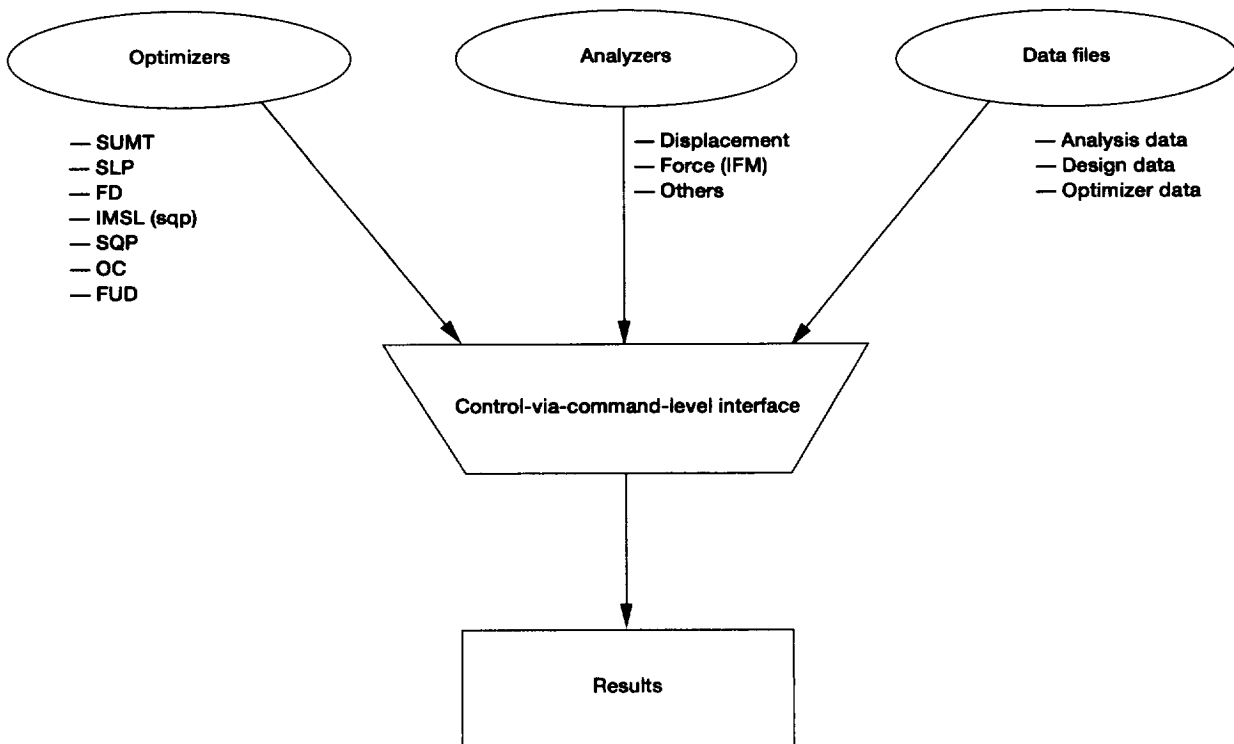 Optimizers
Analyzers
Data files
— SUMT
— SLP
— FD
— IMSL (sqp)
— SQP
— OC
— FUD
— Displacement
— Force (IFM)
— Others
— Analysis data
— Design data
— Optimizer data
Control-via-command-level interface
Results